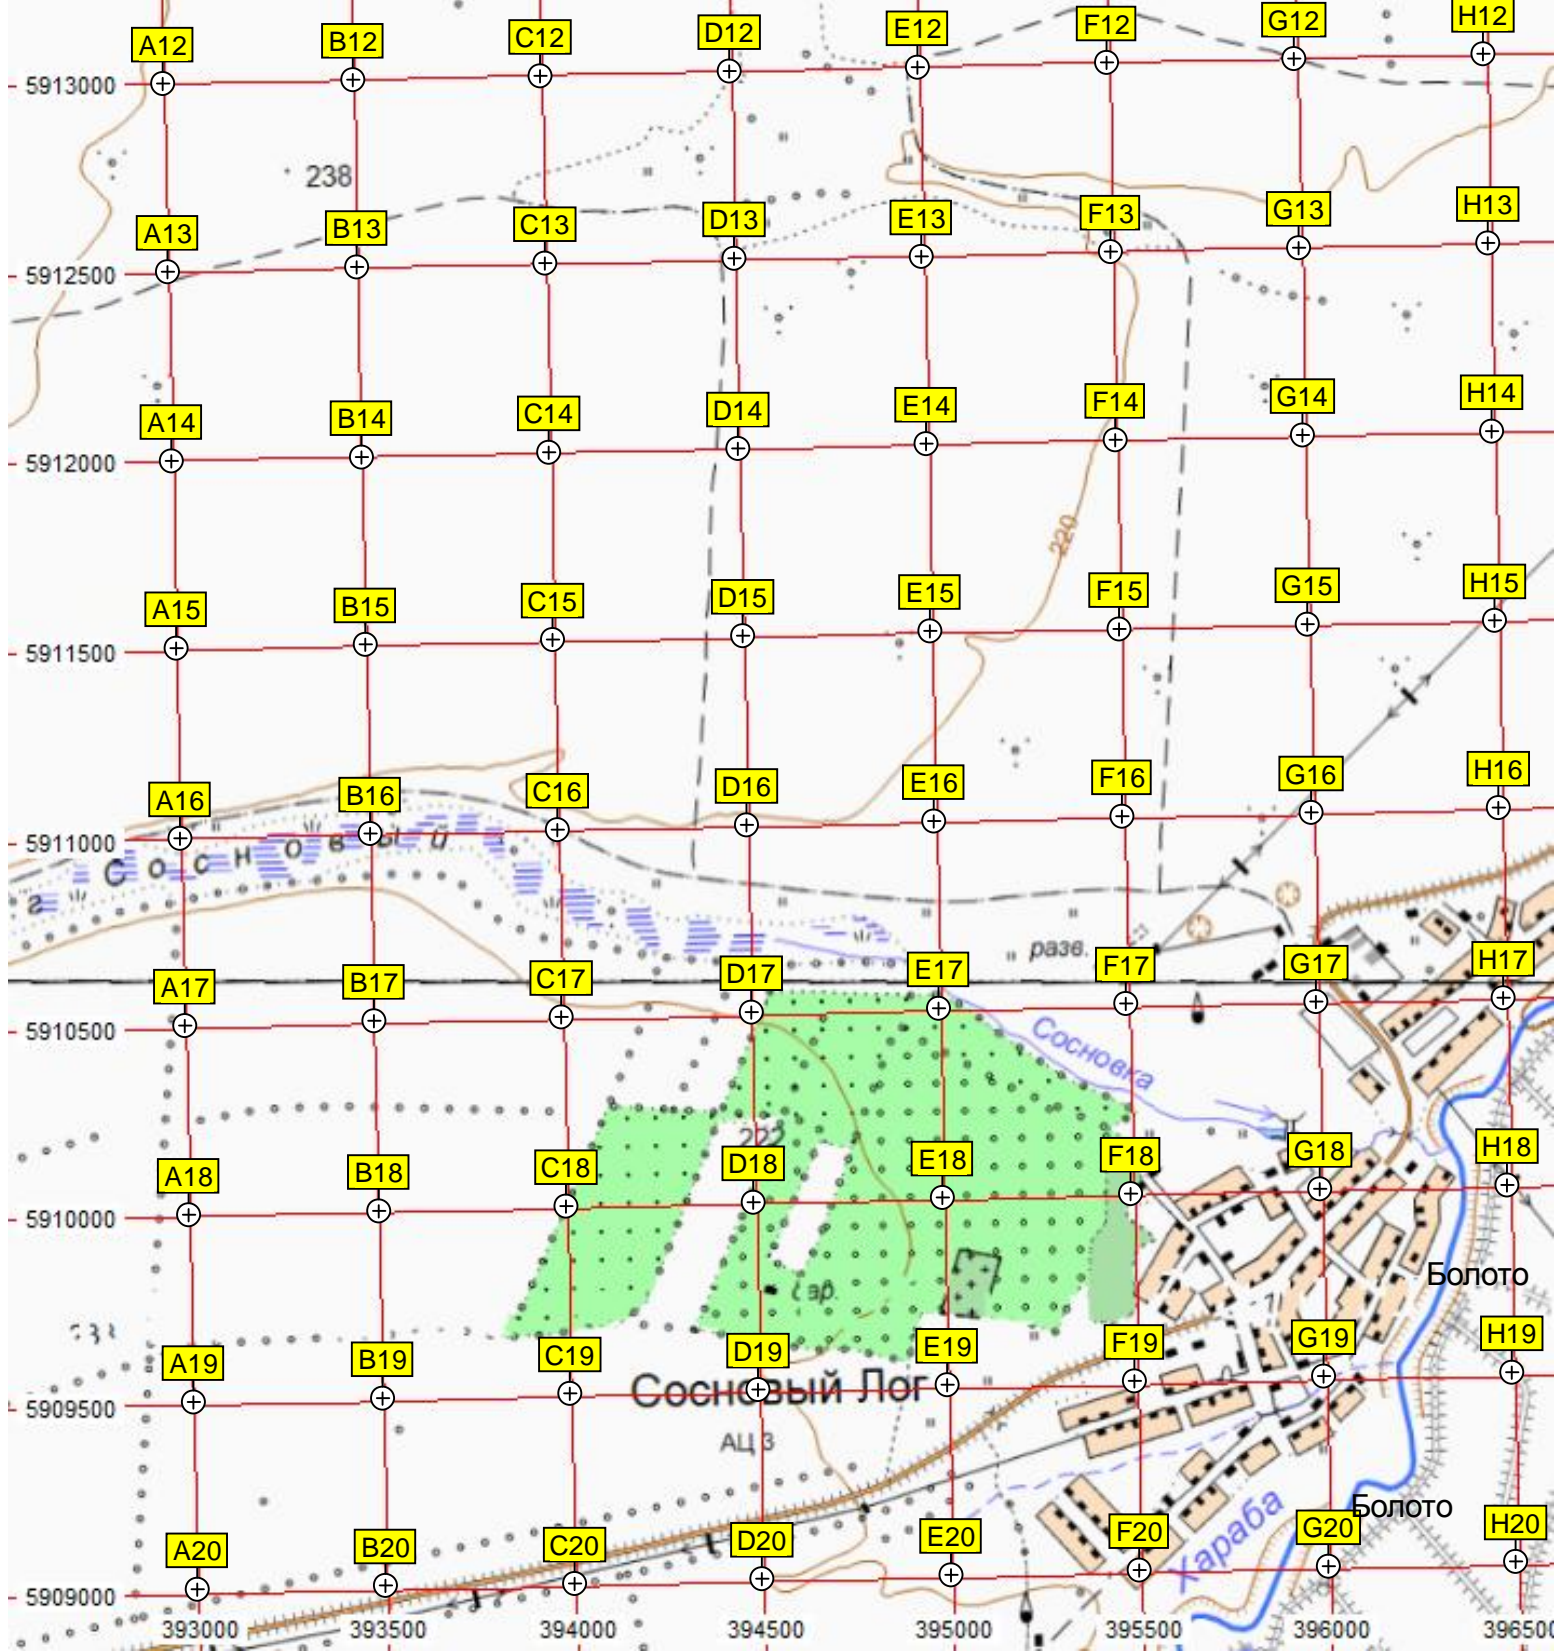 A12 B12 C12 D12 E12 F12 G12 H12
5913000
238
A13 B13 C13 D13 E13 F13 G13 H13
5912500
A14 B14 C14 D14 E14 F14 G14 H14
5912000
220
A15 B15 C15 D15 E15 F15 G15 H15
5911500
A16 B16 C16 D16 E16 F16 G16 H16
5911000
Сосновый
разв.
A17 B17 C17 D17 E17 F17 G17 H17
5910500
Сосновка
222
A18 B18 C18 D18 E18 F18 G18 H18
5910000
Болото
сар.
A19 B19 C19 D19 E19 F19 G19 H19
5909500
Сосновый Лог
АЦ 3
Хараба
Болото
A20 B20 C20 D20 E20 F20 G20 H20
5909000
393000 393500 394000 394500 395000 395500 396000 396500